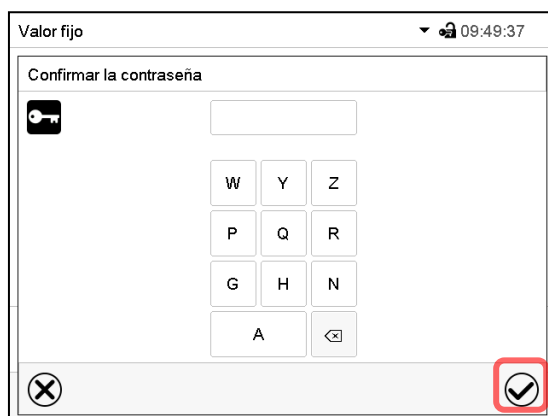 Valor fijo 09:49:37
Confirmar la contraseña
W Y Z
P Q R
G H N
A